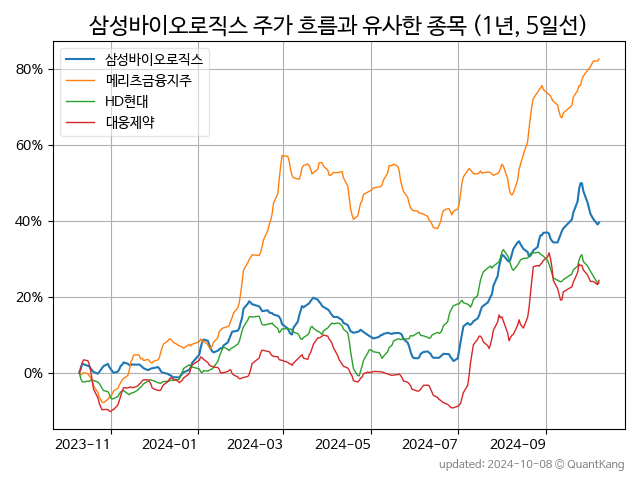 삼성바이오로직스 주가 흐름과 유사한 종목 (1년, 5일선)
삼성바이오로직스
메리츠금융지주
HD현대
대웅제약
80%
60%
40%
20%
0%
2023-11
2024-01
2024-03
2024-05
2024-07
2024-09
updated: 2024-10-08 © QuantKang